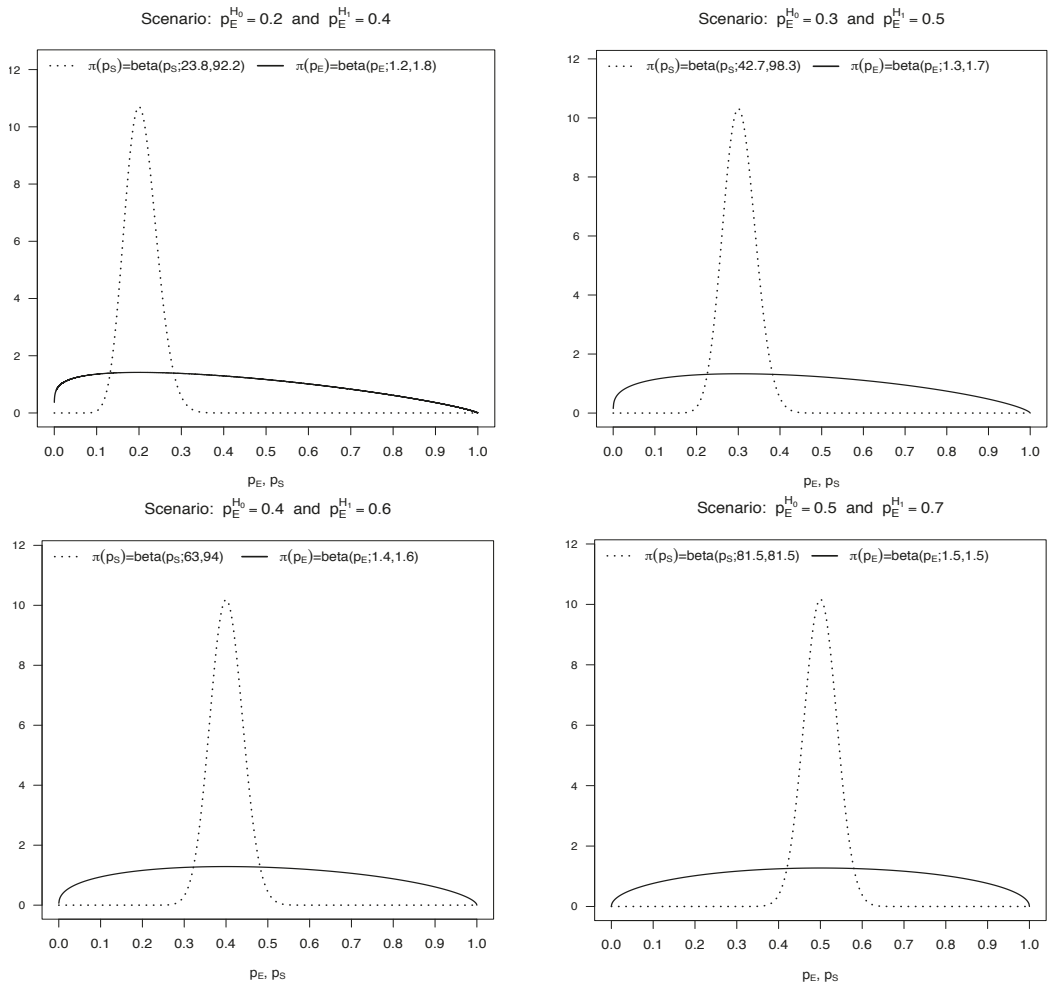 Scenario: p_E^{H_0} = 0.2 and p_E^{H_1} = 0.4
π(p_S)=beta(p_S;23.8,92.2) π(p_E)=beta(p_E;1.2,1.8)
12
10
8
6
4
2
0
0.0 0.1 0.2 0.3 0.4 0.5 0.6 0.7 0.8 0.9 1.0
p_E, p_S
Scenario: p_E^{H_0} = 0.3 and p_E^{H_1} = 0.5
π(p_S)=beta(p_S;42.7,98.3) π(p_E)=beta(p_E;1.3,1.7)
12
10
8
6
4
2
0
0.0 0.1 0.2 0.3 0.4 0.5 0.6 0.7 0.8 0.9 1.0
p_E, p_S
Scenario: p_E^{H_0} = 0.4 and p_E^{H_1} = 0.6
π(p_S)=beta(p_S;63,94) π(p_E)=beta(p_E;1.4,1.6)
12
10
8
6
4
2
0
0.0 0.1 0.2 0.3 0.4 0.5 0.6 0.7 0.8 0.9 1.0
p_E, p_S
Scenario: p_E^{H_0} = 0.5 and p_E^{H_1} = 0.7
π(p_S)=beta(p_S;81.5,81.5) π(p_E)=beta(p_E;1.5,1.5)
12
10
8
6
4
2
0
0.0 0.1 0.2 0.3 0.4 0.5 0.6 0.7 0.8 0.9 1.0
p_E, p_S